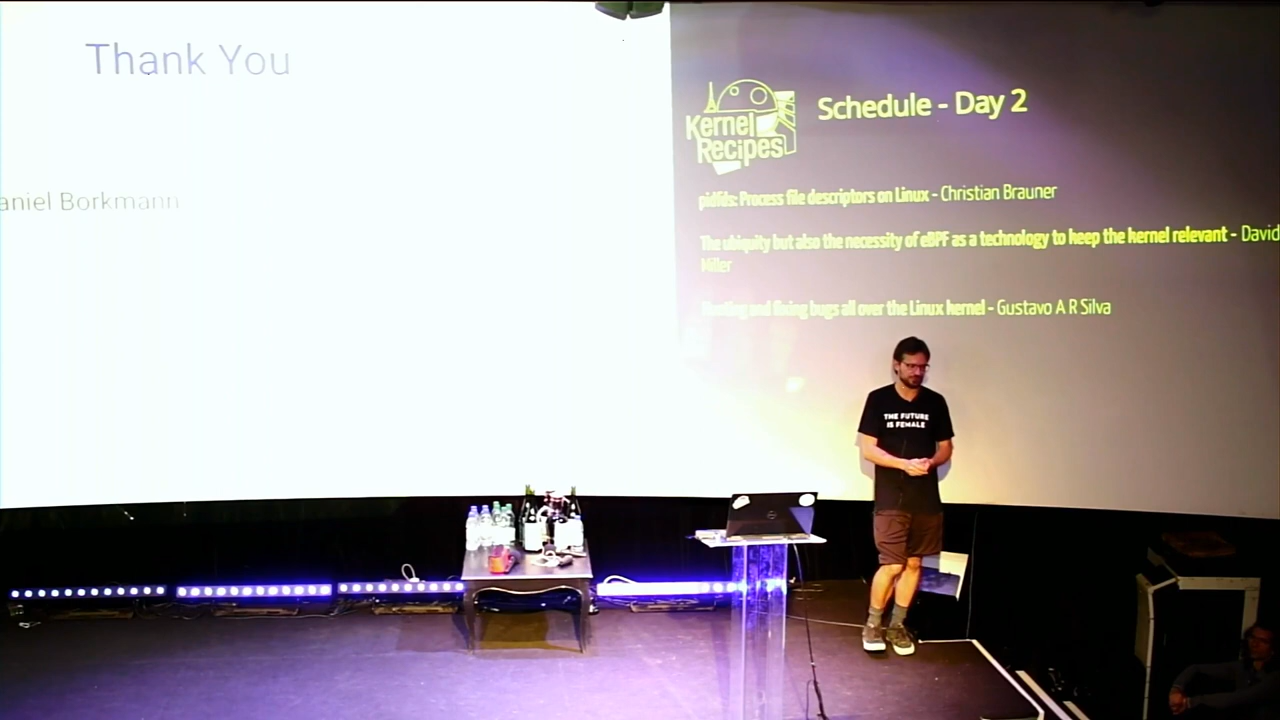 Thank You
aniel Borkmann
Kernel
Recipes
Schedule - Day 2
pidfds: Process file descriptors on Linux - Christian Brauner
The ubiquity but also the necessity of eBPF as a technology to keep the kernel relevant - David
Miller
and fixing bugs all over the Linux kernel - Gustavo A R Silva
THE FUTURE
IS FEMALE